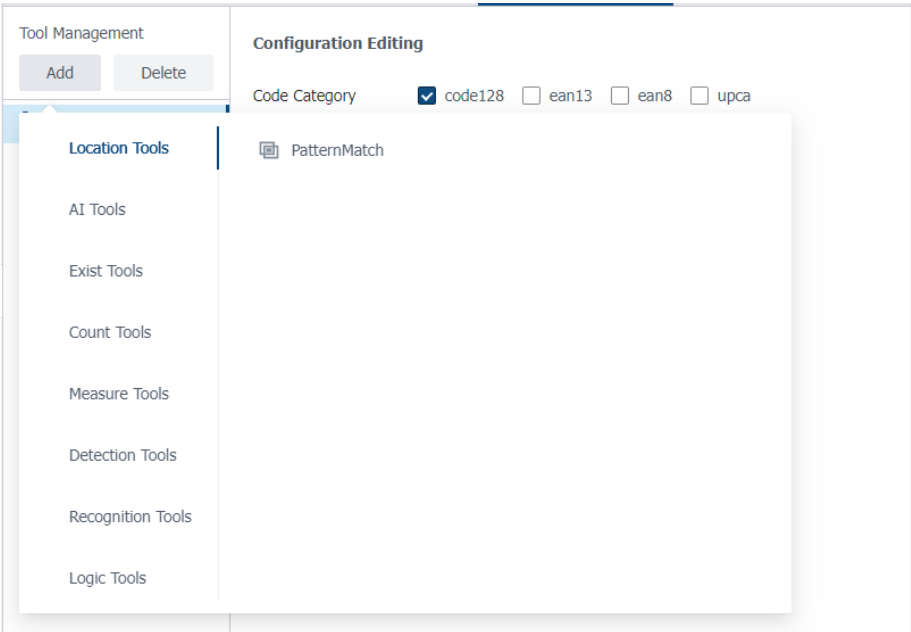 Tool Management
Add Delete
Configuration Editing
Code Category code128 ean13 ean8 upca
Location Tools
PatternMatch
AI Tools
Exist Tools
Count Tools
Measure Tools
Detection Tools
Recognition Tools
Logic Tools